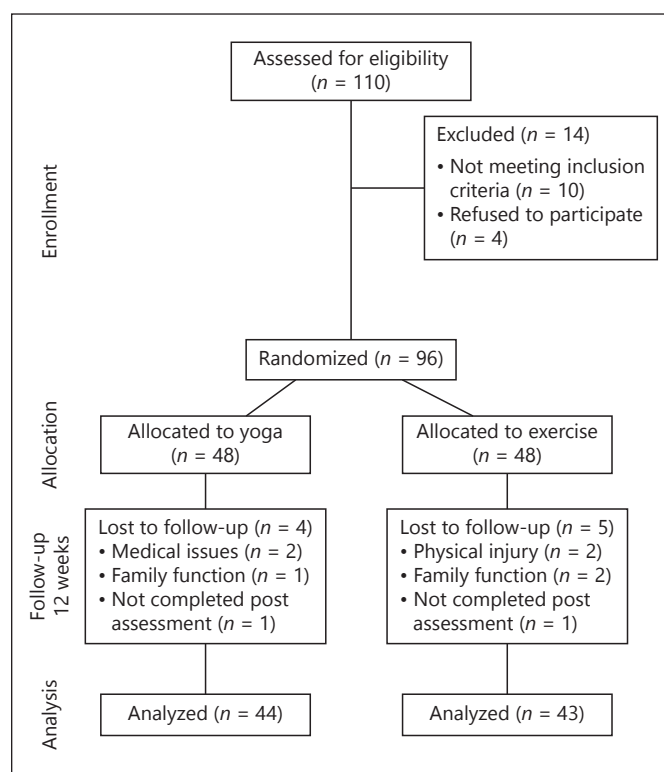 Assessed for eligibility
(n = 110)
Enrollment
Excluded (n = 14)
• Not meeting inclusion
criteria (n = 10)
• Refused to participate
(n = 4)
Randomized (n = 96)
Allocation
Allocated to yoga
(n = 48)
Allocated to exercise
(n = 48)
Follow-up
12 weeks
Lost to follow-up (n = 4)
• Medical issues (n = 2)
• Family function (n = 1)
• Not completed post
assessment (n = 1)
Lost to follow-up (n = 5)
• Physical injury (n = 2)
• Family function (n = 2)
• Not completed post
assessment (n = 1)
Analysis
Analyzed (n = 44)
Analyzed (n = 43)